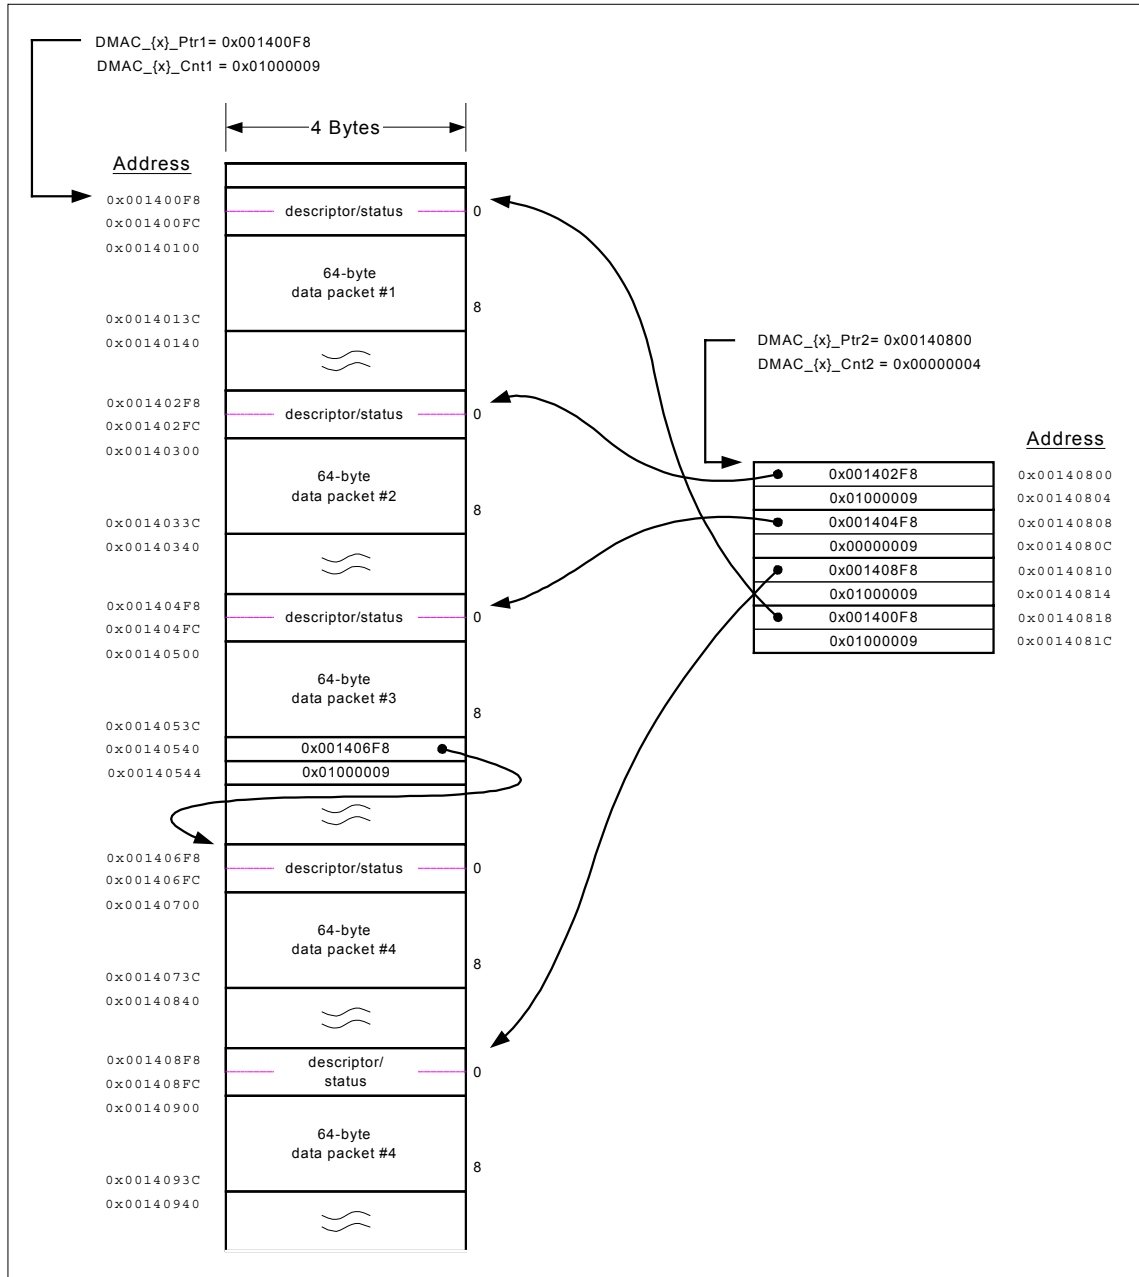 DMAC_{x}_Ptr1= 0x001400F8
DMAC_{x}_Cnt1 = 0x01000009
4 Bytes
Address
0x001400F8
descriptor/status
0
0x001400FC
0x00140100
64-byte
data packet #1
8
0x0014013C
0x00140140
0x001402F8
descriptor/status
0
0x001402FC
0x00140300
64-byte
data packet #2
8
0x0014033C
0x00140340
0x001404F8
descriptor/status
0
0x001404FC
0x00140500
64-byte
data packet #3
8
0x0014053C
0x00140540
0x001406F8
0x00140544
0x01000009
0x001406F8
descriptor/status
0
0x001406FC
0x00140700
64-byte
data packet #4
8
0x0014073C
0x00140840
0x001408F8
descriptor/
status
0
0x001408FC
0x00140900
64-byte
data packet #4
8
0x0014093C
0x00140940
DMAC_{x}_Ptr2= 0x00140800
DMAC_{x}_Cnt2 = 0x00000004
Address
0x001402F8 0x00140800
0x01000009 0x00140804
0x001404F8 0x00140808
0x00000009 0x0014080C
0x001408F8 0x00140810
0x01000009 0x00140814
0x001400F8 0x00140818
0x01000009 0x0014081C